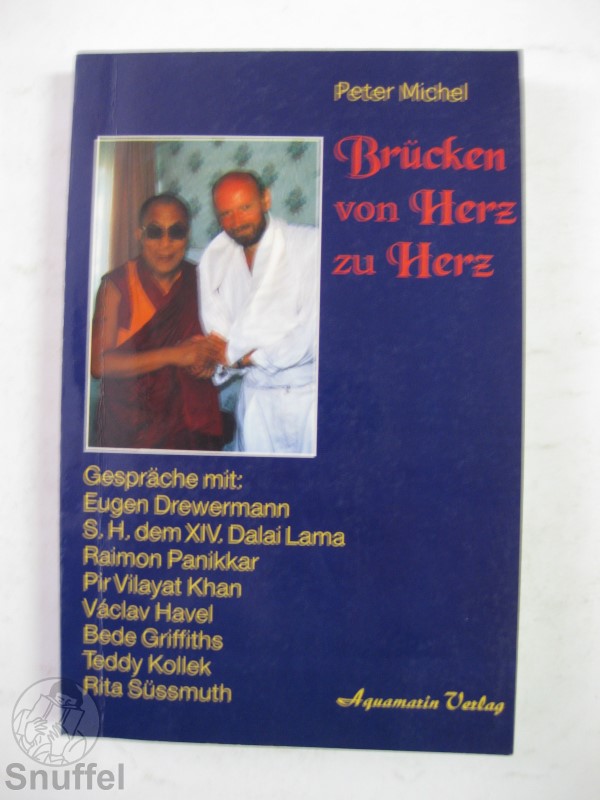 Peter Michel
Brücken
von Herz
zu Herz
Gespräche mit:
Eugen Drewermann
S. H. dem XIV. Dalai Lama
Raimon Panikkar
Pir Vilayat Khan
Václav Havel
Bede Griffiths
Teddy Kollek
Rita Süssmuth
Aquamarin Verlag
Snuffel